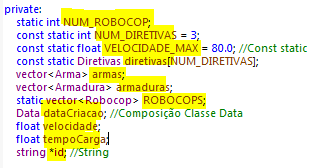 private:
static int NUM_ROBOCOP;
const static int NUM_DIRETIVAS = 3;
const static float VELOCIDADE_MAX = 80.0; //Const static
const static Diretivas diretivas[NUM_DIRETIVAS];
vector<Arma> armas;
vector<Armadura> armaduras;
static vector<Robocop> ROBOCOPS;
Data dataCriacao; //Composição Classe Data
float velocidade;
float tempoCarga;
string *id; //String